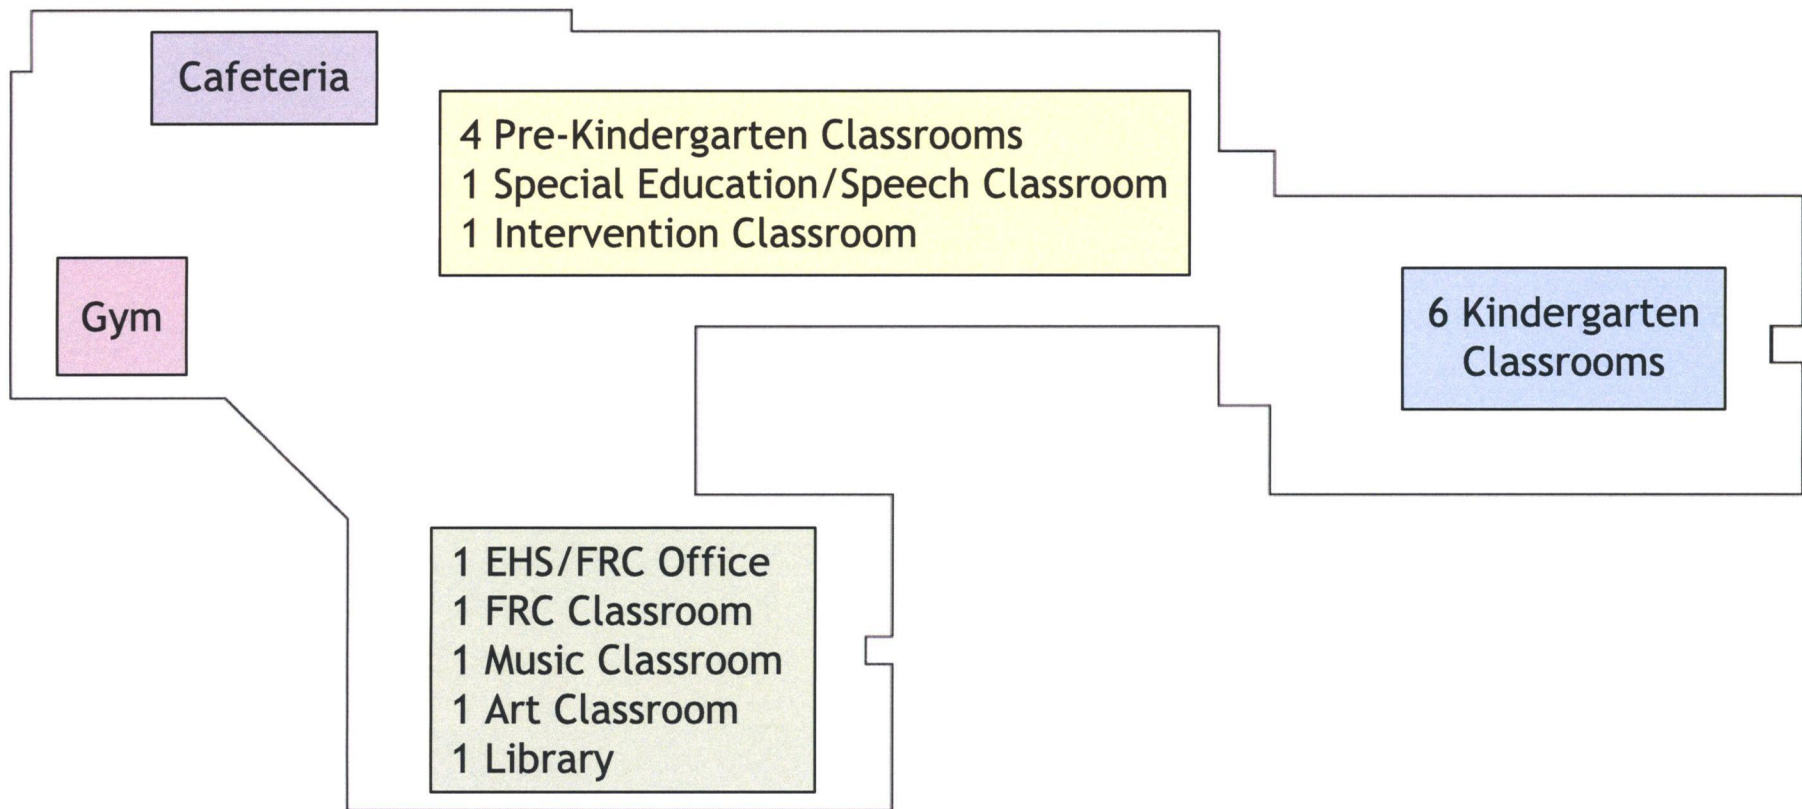 Cafeteria
4 Pre-Kindergarten Classrooms
1 Special Education/Speech Classroom
1 Intervention Classroom
Gym
6 Kindergarten
Classrooms
1 EHS/FRC Office
1 FRC Classroom
1 Music Classroom
1 Art Classroom
1 Library